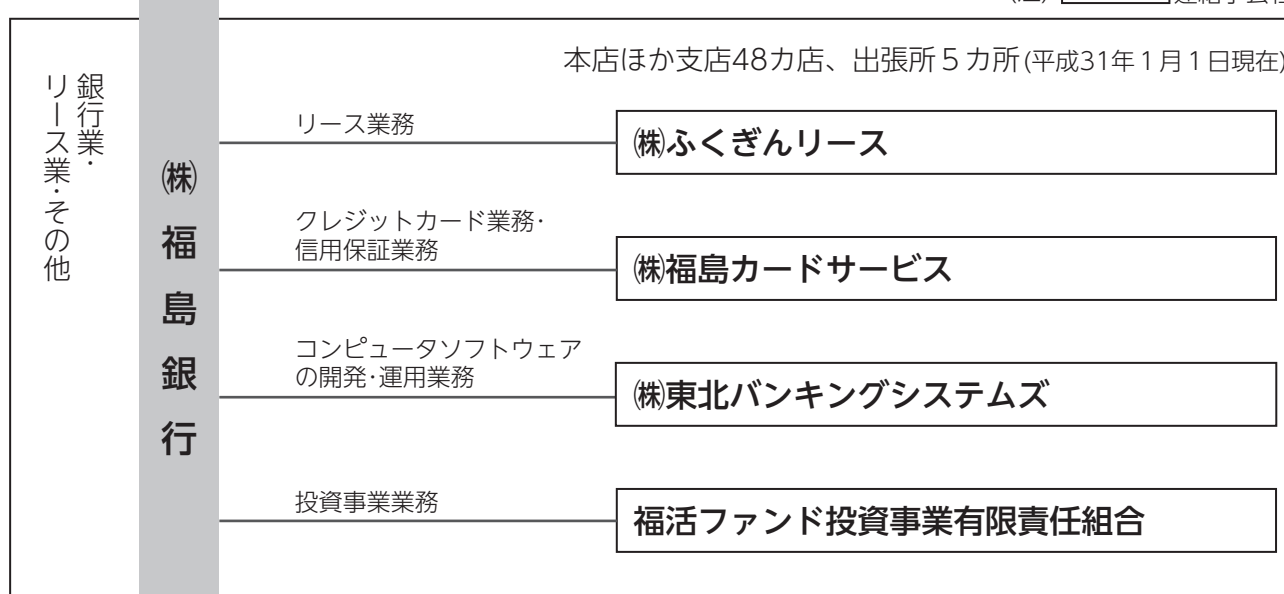 本店ほか支店48カ店、出張所５カ所(平成31年１月１日現在)
銀行業・
リース業・その他
㈱福島銀行
リース業務
㈱ふくぎんリース
クレジットカード業務・
信用保証業務
㈱福島カードサービス
コンピュータソフトウェア
の開発・運用業務
㈱東北バンキングシステムズ
投資事業業務
福活ファンド投資事業有限責任組合